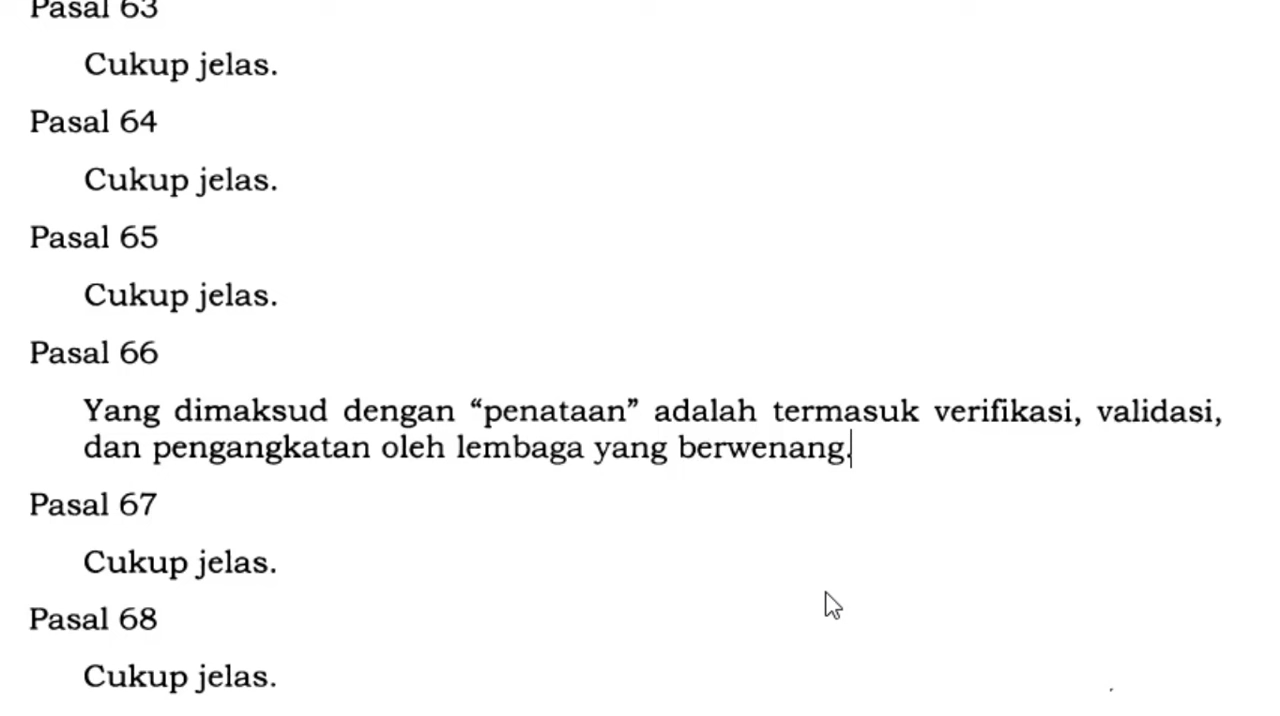 Pasal 63
Cukup jelas.
Pasal 64
Cukup jelas.
Pasal 65
Cukup jelas.
Pasal 66
Yang dimaksud dengan “penataan” adalah termasuk verifikasi, validasi,
dan pengangkatan oleh lembaga yang berwenang.
Pasal 67
Cukup jelas.
Pasal 68
Cukup jelas.